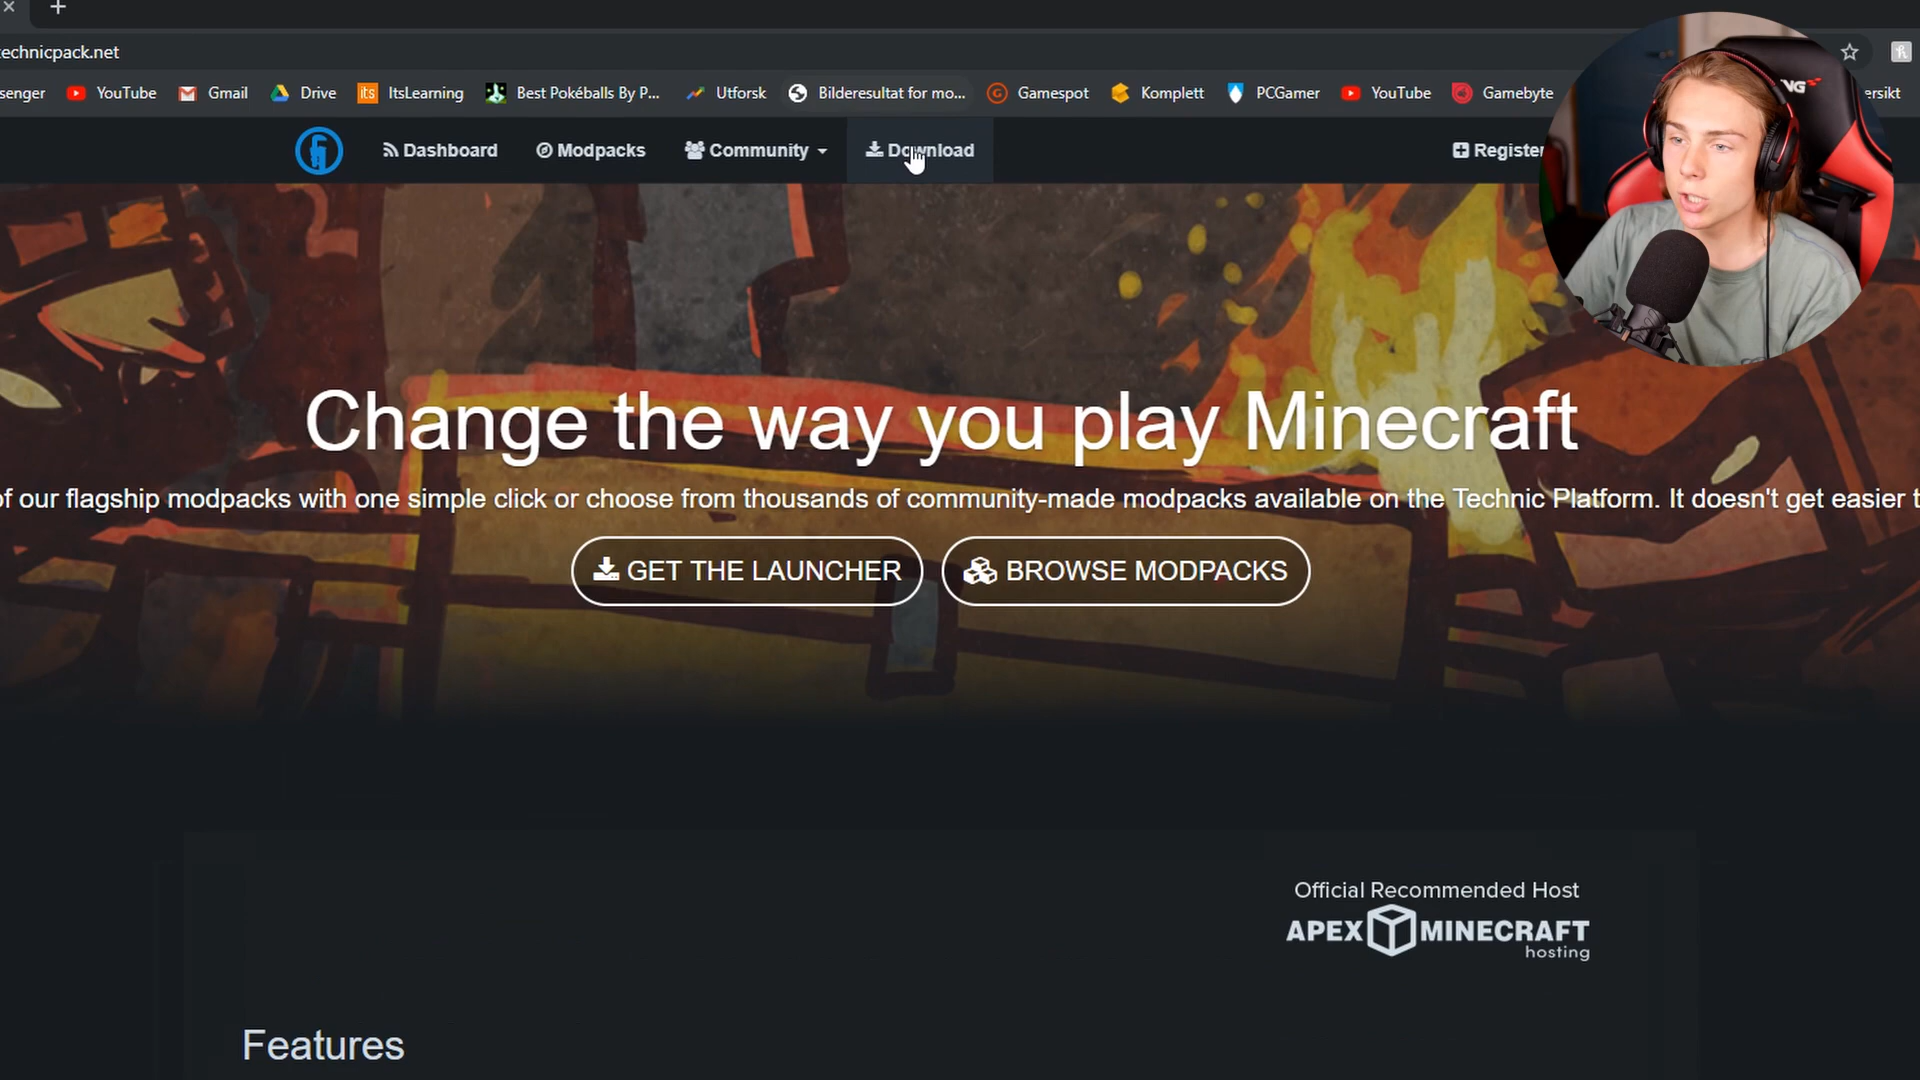 echnicpack.net
senger YouTube Gmail Drive ItsLearning Best Pokéballs By P... Utforsk Bilderesultat for mo... Gamespot Komplett PCGamer YouTube Gamebyte ersikt
Dashboard Modpacks Community Download Register
Change the way you play Minecraft
of our flagship modpacks with one simple click or choose from thousands of community-made modpacks available on the Technic Platform. It doesn't get easier t
GET THE LAUNCHER BROWSE MODPACKS
Official Recommended Host
APEX MINECRAFT
hosting
Features